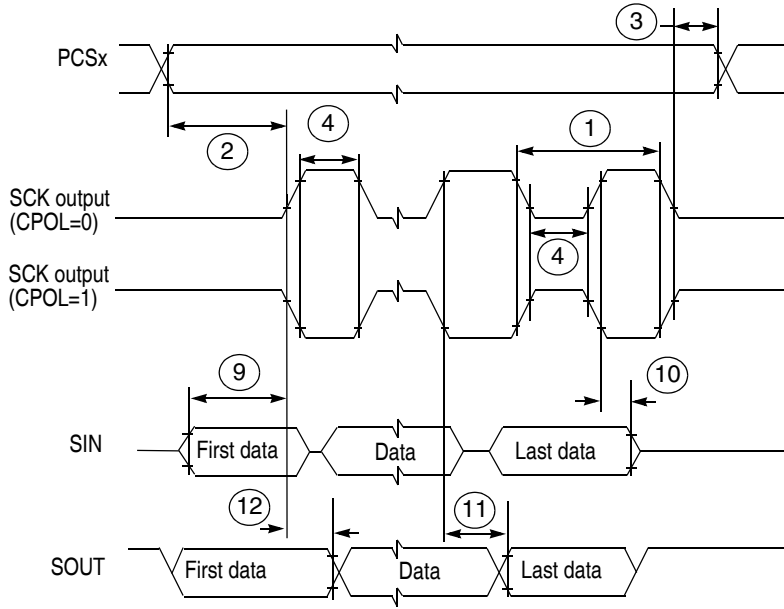 3
PCSx
2
4
1
SCK output
(CPOL=0)
4
SCK output
(CPOL=1)
9
10
SIN
First data
Data
Last data
12
11
SOUT
First data
Data
Last data